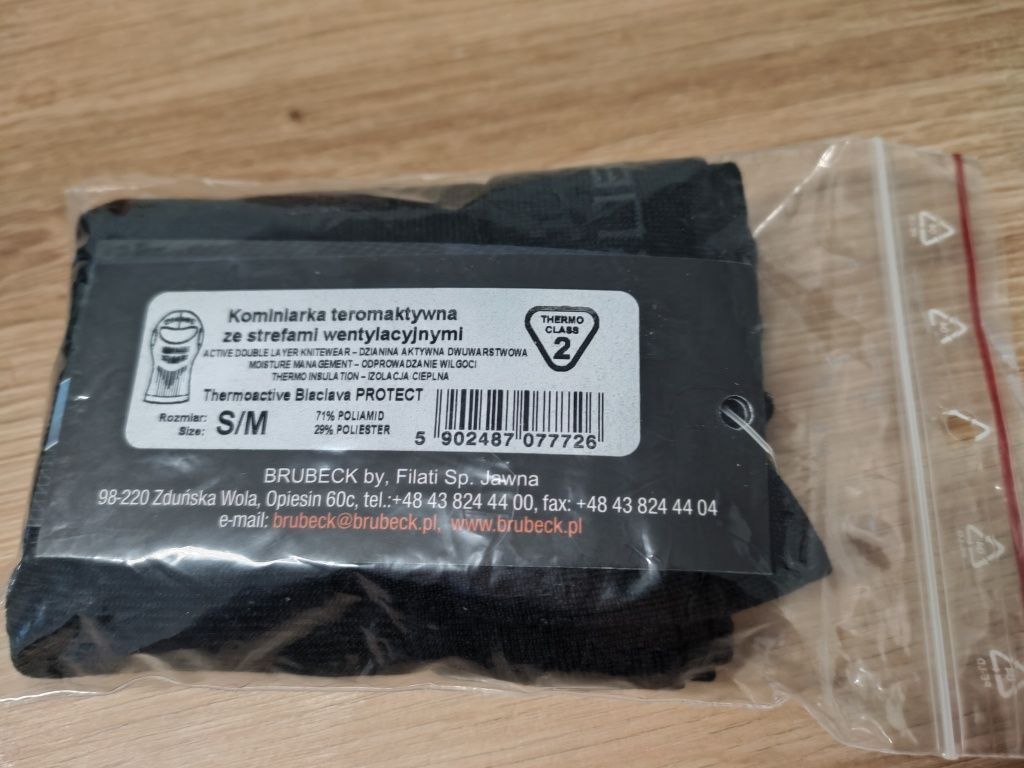 Kominiarka teromaktywna
ze strefami wentylacyjnymi
ACTIVE DOUBLE LAYER KNITWEAR – DZIANINA AKTYWNA DWUWARSTWOWA
MOISTURE MANAGEMENT – ODPROWADZANIE WILGOCI
THERMO INSULATION – IZOLACJA CIEPLNA
Thermoactive Blaclava PROTECT
THERMO
CLASS
2
Rozmiar:
Size:
S/M
71% POLIAMID
29% POLIESTER
5 902487 077726
BRUBECK by, Filati Sp. Jawna
98-220 Zduńska Wola, Opiesin 60c, tel.:+48 43 824 44 00, fax: +48 43 824 44 04
e-mail: brubeck@brubeck.pl, www.brubeck.pl